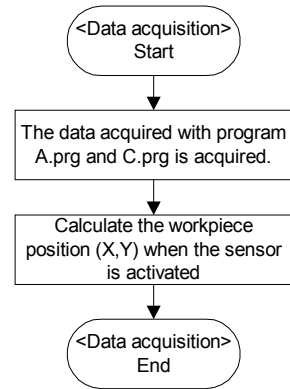 <Data acquisition>
Start
The data acquired with program
A.prg and C.prg is acquired.
Calculate the workpiece
position (X,Y) when the sensor
is activated
<Data acquisition>
End